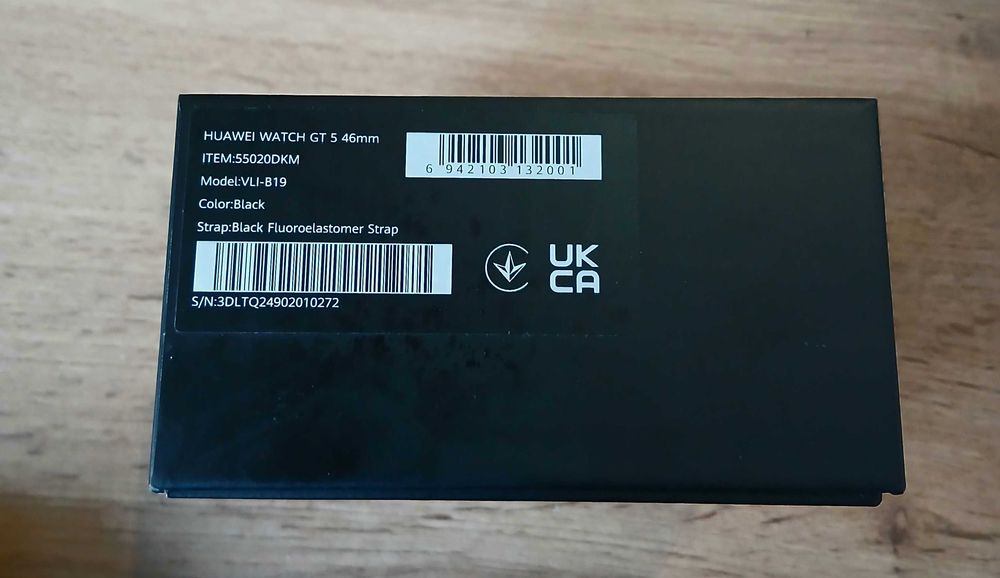 HUAWEI WATCH GT 5 46mm
ITEM:55020DKM
Model:VLI-B19
Color:Black
Strap:Black Fluoroelastomer Strap
S/N:3DLTQ24902010272
6 942103 132001
UK
CA